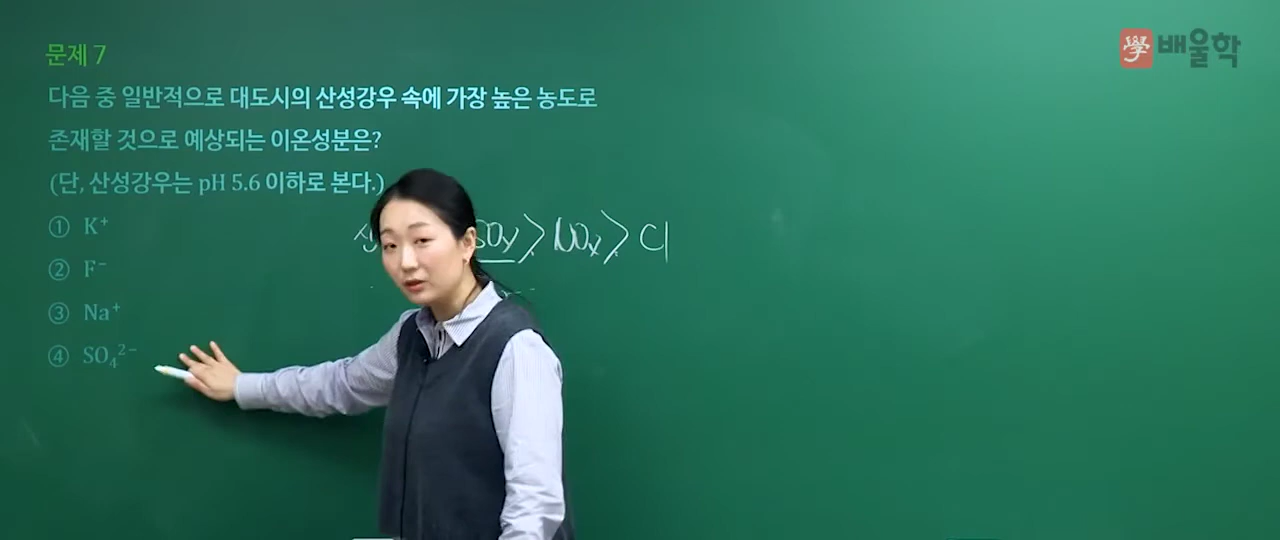 學 배울학
문제 7
다음 중 일반적으로 대도시의 산성강우 속에 가장 높은 농도로
존재할 것으로 예상되는 이온성분은?
(단, 산성강우는 pH 5.6 이하로 본다.)
① K⁺
② F⁻
③ Na⁺
④ SO₄²⁻
SOx > NOx > Cl